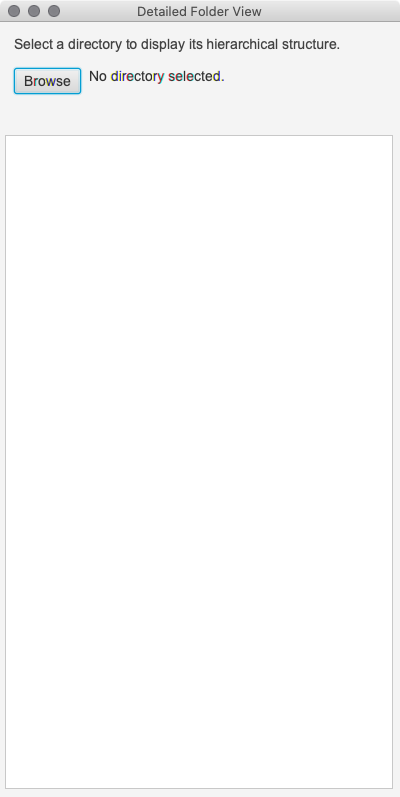 Detailed Folder View
Select a directory to display its hierarchical structure.
Browse No directory selected.